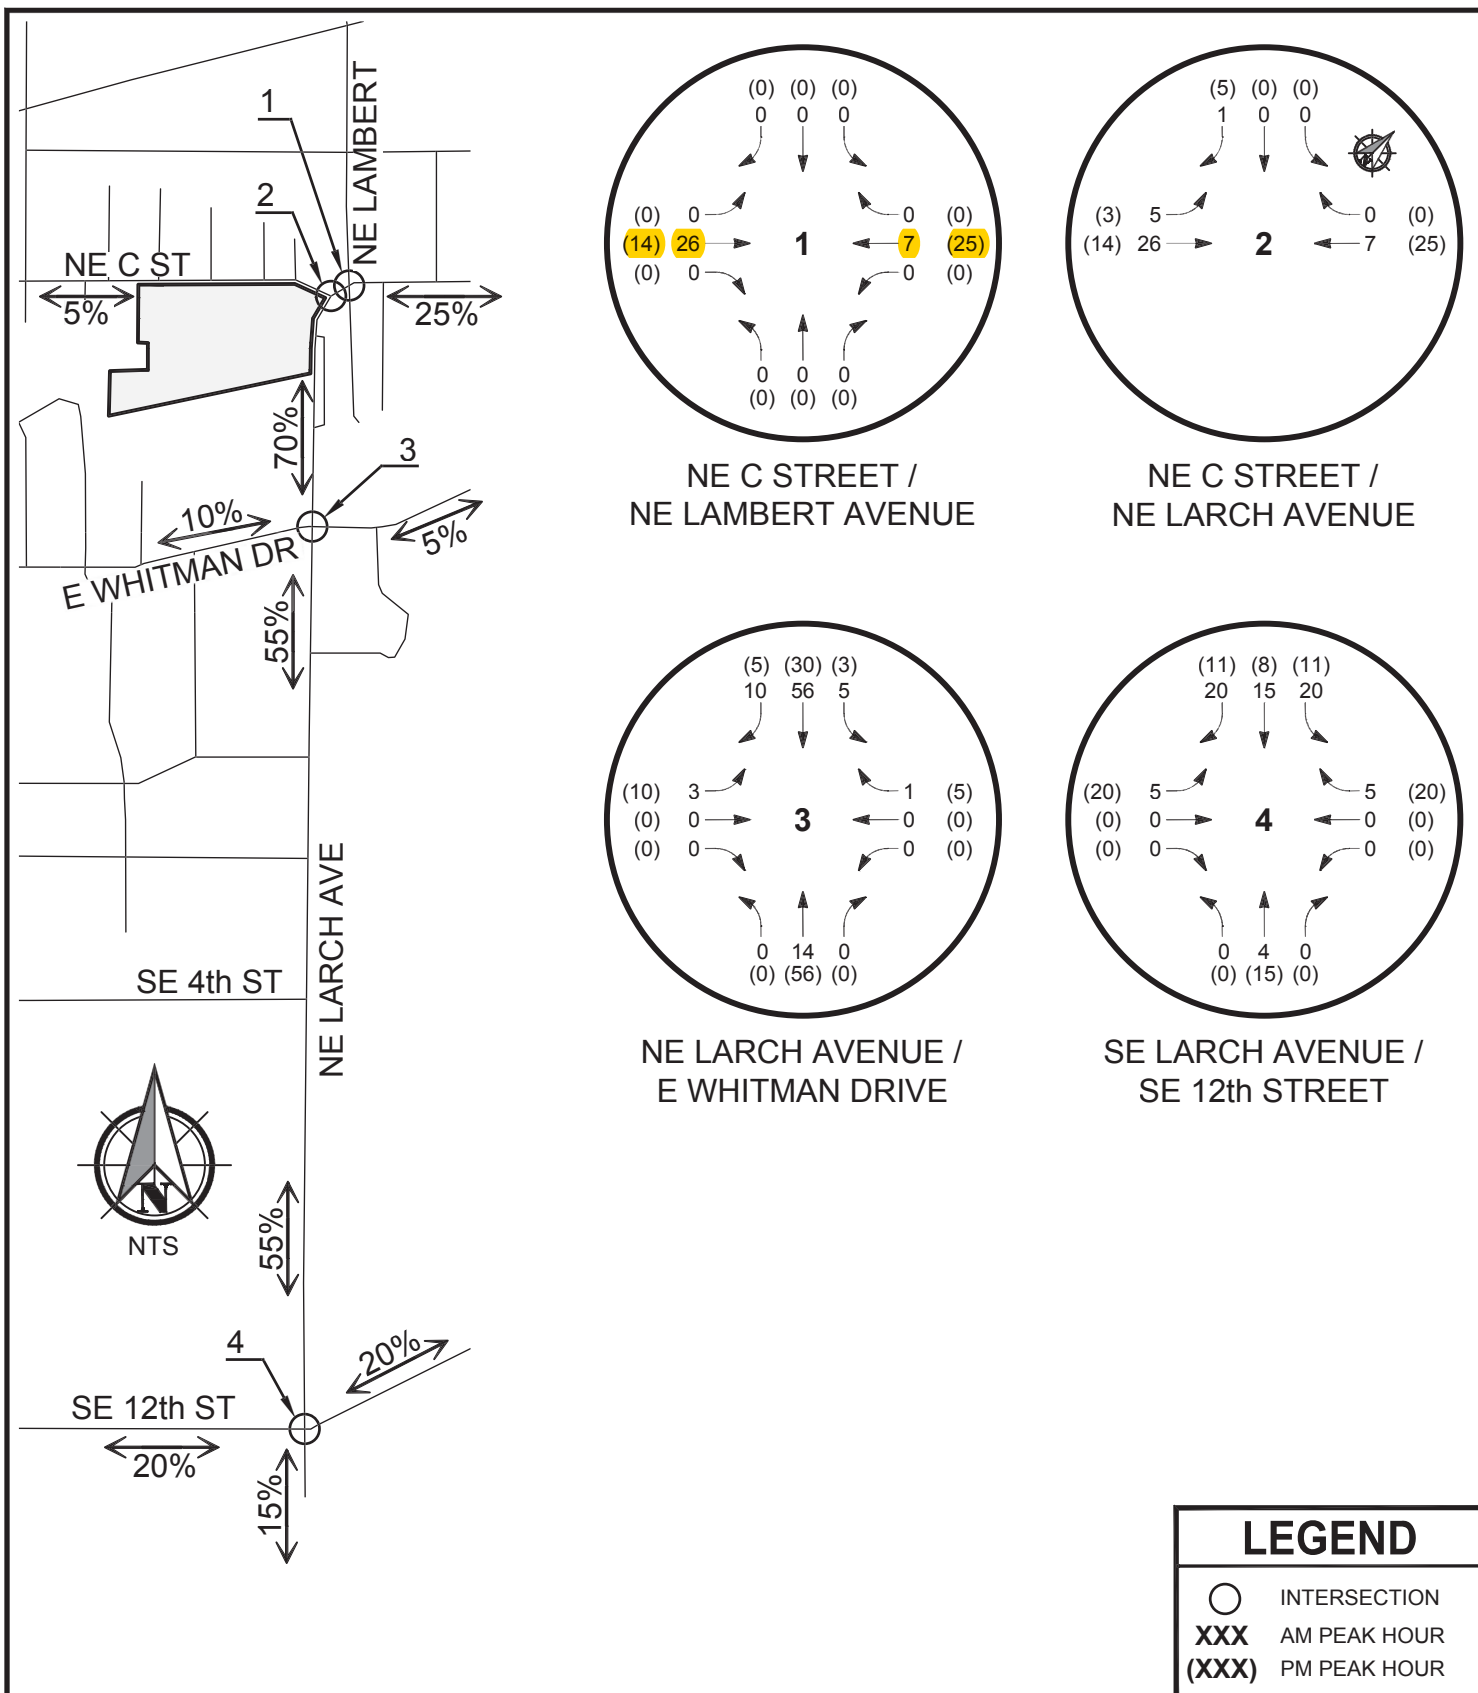 1
NE LAMBERT
2
NE C ST
5%
25%
70%
3
10%
5%
E WHITMAN DR
55%
NE LARCH AVE
SE 4th ST
N
NTS
55%
4
20%
SE 12th ST
20%
15%
(0) (0) (0)
0 0 0
(0) 0 0 (0)
(14) 26 1 7 (25)
(0) 0 0 (0)
0 0 0
(0) (0) (0)
NE C STREET /
NE LAMBERT AVENUE
(5) (0) (0)
1 0 0
(3) 5 0 (0)
(14) 26 2 7 (25)
NE C STREET /
NE LARCH AVENUE
(5) (30) (3)
10 56 5
(10) 3 1 (5)
(0) 0 3 0 (0)
(0) 0 0 (0)
0 14 0
(0) (56) (0)
NE LARCH AVENUE /
E WHITMAN DRIVE
(11) (8) (11)
20 15 20
(20) 5 5 (20)
(0) 0 4 0 (0)
(0) 0 0 (0)
0 4 0
(0) (15) (0)
SE LARCH AVENUE /
SE 12th STREET
LEGEND
INTERSECTION
XXX AM PEAK HOUR
(XXX) PM PEAK HOUR